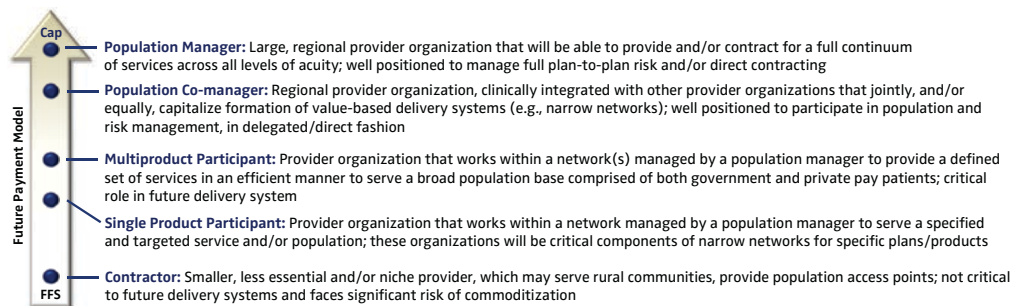 Cap
Population Manager: Large, regional provider organization that will be able to provide and/or contract for a full continuum
of services across all levels of acuity; well positioned to manage full plan-to-plan risk and/or direct contracting
Population Co-manager: Regional provider organization, clinically integrated with other provider organizations that jointly, and/or
equally, capitalize formation of value-based delivery systems (e.g., narrow networks); well positioned to participate in population and
risk management, in delegated/direct fashion
Future Payment Model
Multiproduct Participant: Provider organization that works within a network(s) managed by a population manager to provide a defined
set of services in an efficient manner to serve a broad population base comprised of both government and private pay patients; critical
role in future delivery system
Single Product Participant: Provider organization that works within a network managed by a population manager to serve a specified
and targeted service and/or population; these organizations will be critical components of narrow networks for specific plans/products
Contractor: Smaller, less essential and/or niche provider, which may serve rural communities, provide population access points; not critical
to future delivery systems and faces significant risk of commoditization
FFS